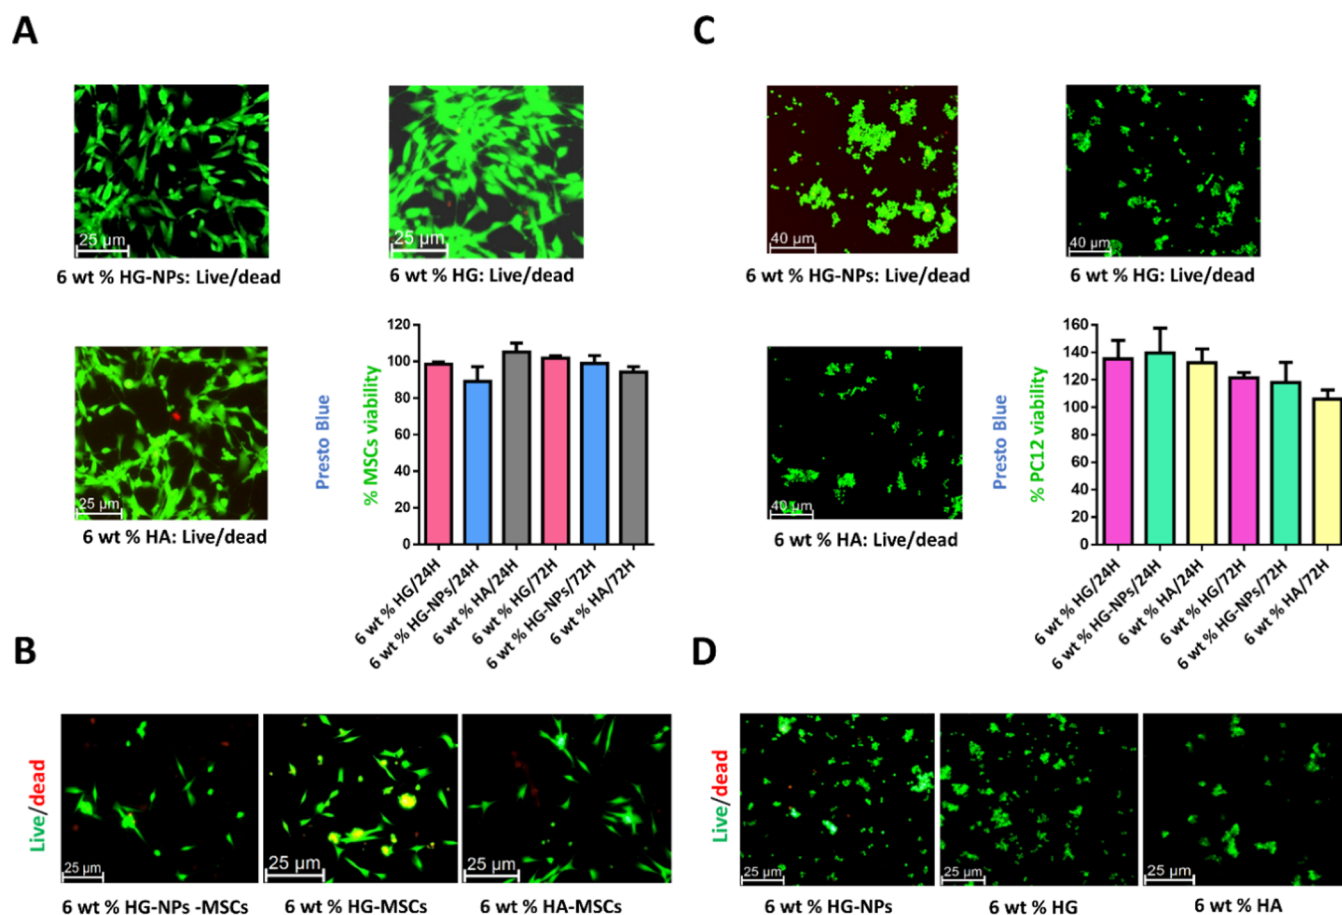 A
C
25 µm
25 µm
40 µm
40 µm
6 wt % HG-NPs: Live/dead
6 wt % HG: Live/dead
6 wt % HG-NPs: Live/dead
6 wt % HG: Live/dead
25 µm
6 wt % HA: Live/dead
Presto Blue
% MSCs viability
120
100
80
60
40
20
0
6 wt % HG/24H
6 wt % HG-NPs/24H
6 wt % HA/24H
6 wt % HG/72H
6 wt % HG-NPs/72H
6 wt % HA/72H
40 µm
6 wt % HA: Live/dead
Presto Blue
% PC12 viability
160
140
120
100
80
60
40
20
0
6 wt % HG/24H
6 wt % HG-NPs/24H
6 wt % HA/24H
6 wt % HG/72H
6 wt % HG-NPs/72H
6 wt % HA/72H
B
Live/dead
25 µm
25 µm
25 µm
6 wt % HG-NPs -MSCs
6 wt % HG-MSCs
6 wt % HA-MSCs
D
Live/dead
25 µm
25 µm
25 µm
6 wt % HG-NPs
6 wt % HG
6 wt % HA